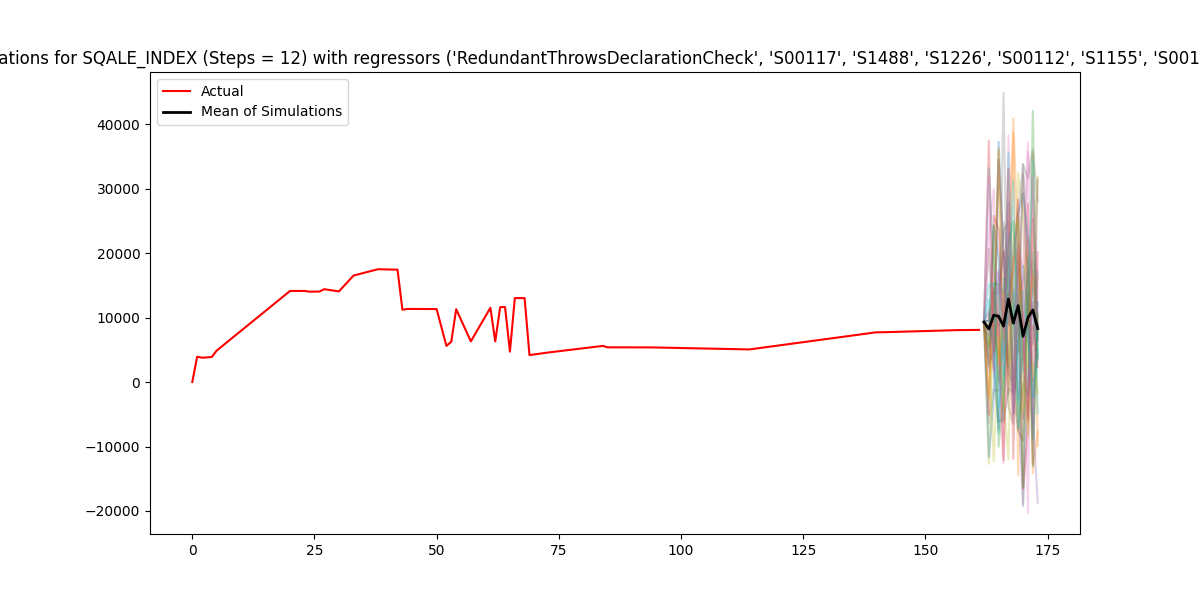 ations for SQALE_INDEX (Steps = 12) with regressors ('RedundantThrowsDeclarationCheck', 'S00117', 'S1488', 'S1226', 'S00112', 'S1155', 'S001
Actual
Mean of Simulations
40000
30000
20000
10000
0
−10000
−20000
0 25 50 75 100 125 150 175